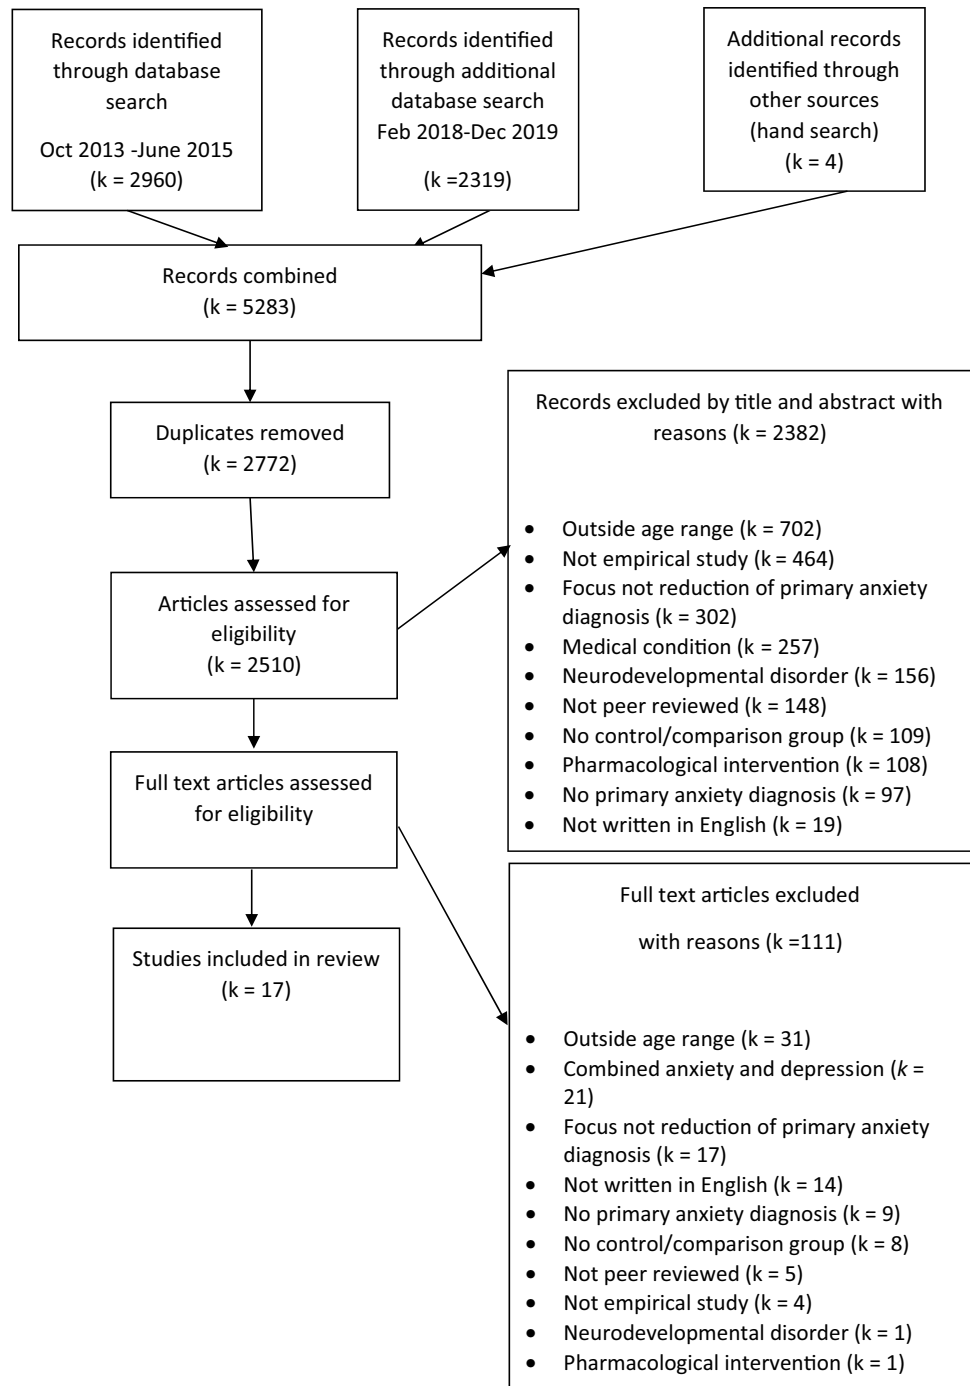 Records identified
through database
search
Oct 2013 -June 2015
(k = 2960)
Records identified
through additional
database search
Feb 2018-Dec 2019
(k =2319)
Additional records
identified through
other sources
(hand search)
(k = 4)
Records combined
(k = 5283)
Duplicates removed
(k = 2772)
Records excluded by title and abstract with
reasons (k = 2382)
• Outside age range (k = 702)
• Not empirical study (k = 464)
• Focus not reduction of primary anxiety
diagnosis (k = 302)
• Medical condition (k = 257)
• Neurodevelopmental disorder (k = 156)
• Not peer reviewed (k = 148)
• No control/comparison group (k = 109)
• Pharmacological intervention (k = 108)
• No primary anxiety diagnosis (k = 97)
• Not written in English (k = 19)
Articles assessed for
eligibility
(k = 2510)
Full text articles assessed
for eligibility
Studies included in review
(k = 17)
Full text articles excluded
with reasons (k =111)
• Outside age range (k = 31)
• Combined anxiety and depression (k =
21)
• Focus not reduction of primary anxiety
diagnosis (k = 17)
• Not written in English (k = 14)
• No primary anxiety diagnosis (k = 9)
• No control/comparison group (k = 8)
• Not peer reviewed (k = 5)
• Not empirical study (k = 4)
• Neurodevelopmental disorder (k = 1)
• Pharmacological intervention (k = 1)